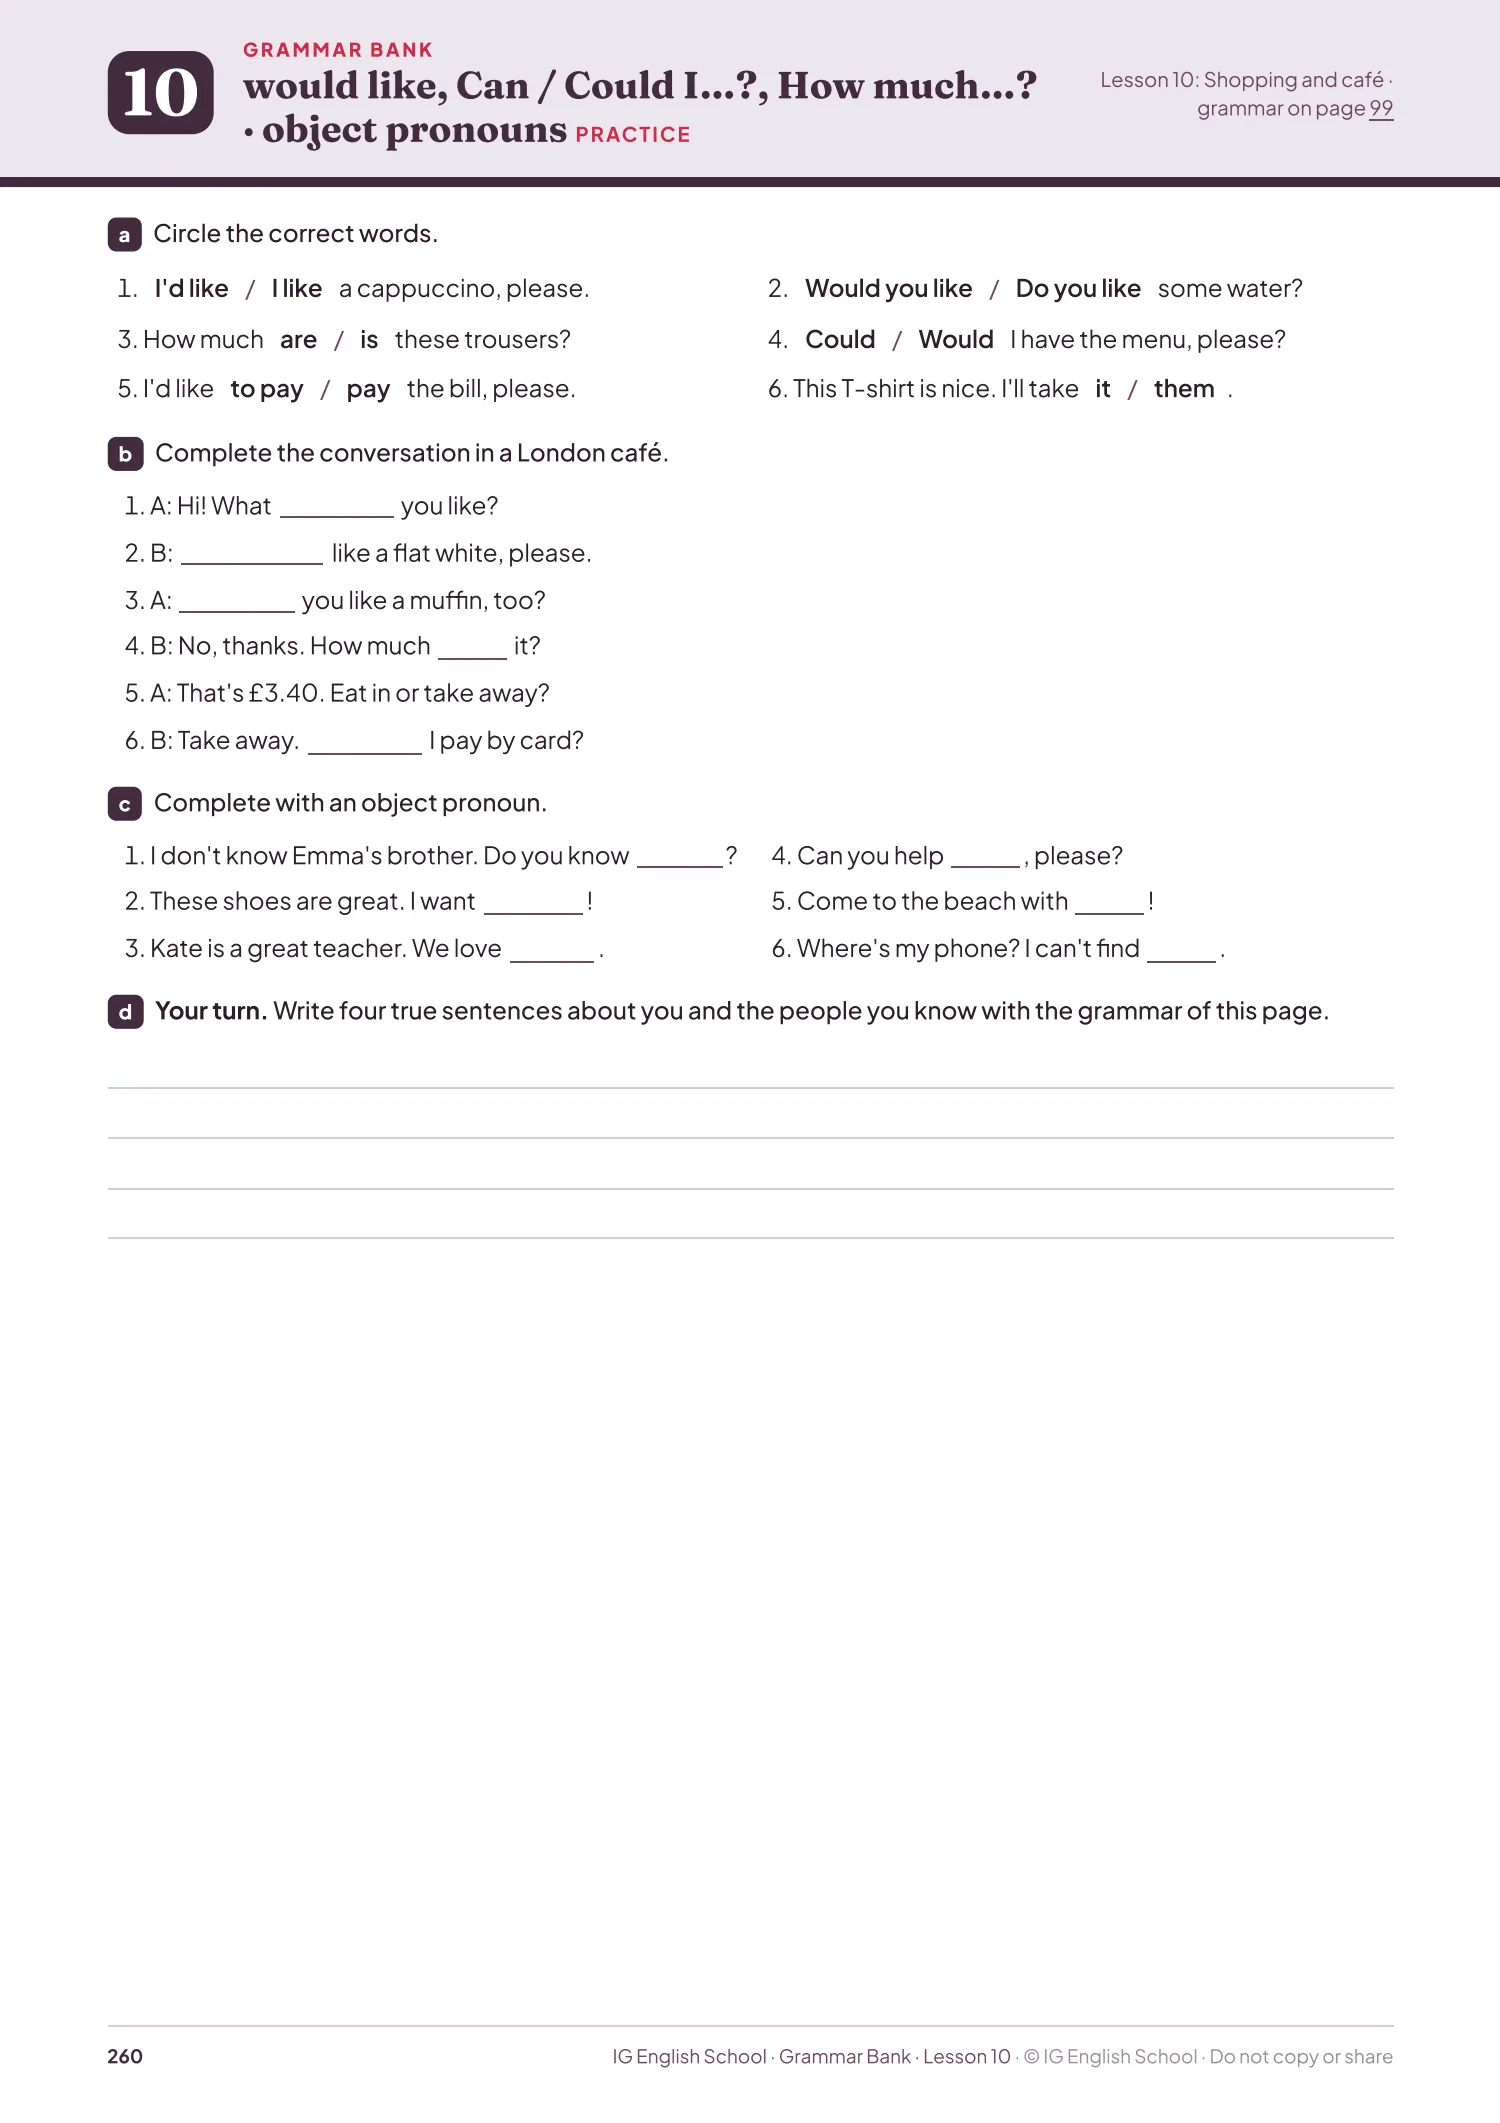 10
GRAMMAR BANK
would like, Can / Could I...?, How much...?
· object pronouns PRACTICE
Lesson 10: Shopping and café ·
grammar on page 99
a Circle the correct words.
1. I'd like / I like a cappuccino, please.
2. Would you like / Do you like some water?
3. How much are / is these trousers?
4. Could / Would I have the menu, please?
5. I'd like to pay / pay the bill, please.
6. This T-shirt is nice. I'll take it / them .
b Complete the conversation in a London café.
1. A: Hi! What ________ you like?
2. B: __________ like a flat white, please.
3. A: ________ you like a muffin, too?
4. B: No, thanks. How much _____ it?
5. A: That's £3.40. Eat in or take away?
6. B: Take away. ________ I pay by card?
c Complete with an object pronoun.
1. I don't know Emma's brother. Do you know ______?
2. These shoes are great. I want _______!
3. Kate is a great teacher. We love ______.
4. Can you help _____, please?
5. Come to the beach with _____!
6. Where's my phone? I can't find _____.
d Your turn. Write four true sentences about you and the people you know with the grammar of this page.
260
IG English School · Grammar Bank · Lesson 10 · © IG English School · Do not copy or share